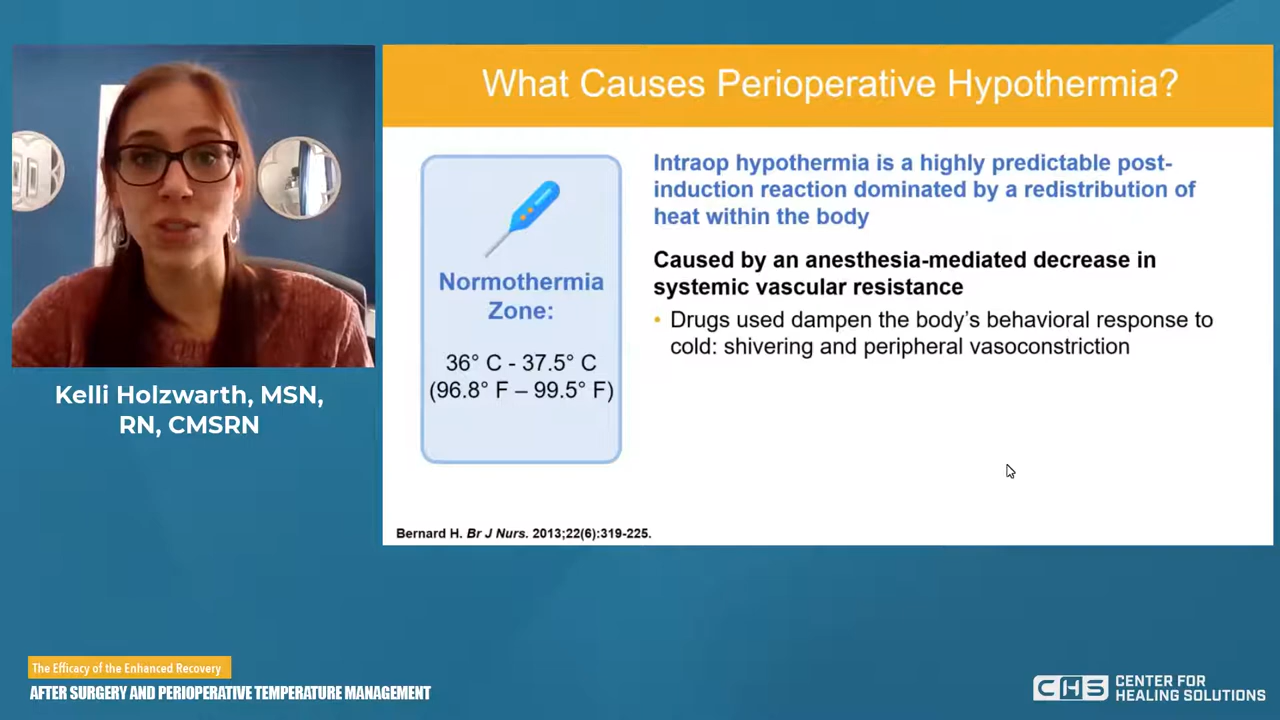 What Causes Perioperative Hypothermia?
Normothermia
Zone:
36° C - 37.5° C
(96.8° F – 99.5° F)
Intraop hypothermia is a highly predictable post-
induction reaction dominated by a redistribution of
heat within the body
Caused by an anesthesia-mediated decrease in
systemic vascular resistance
• Drugs used dampen the body’s behavioral response to
cold: shivering and peripheral vasoconstriction
Bernard H. Br J Nurs. 2013;22(6):319-225.
Kelli Holzwarth, MSN,
RN, CMSRN
The Efficacy of the Enhanced Recovery
AFTER SURGERY AND PERIOPERATIVE TEMPERATURE MANAGEMENT
CHS
CENTER FOR
HEALING SOLUTIONS